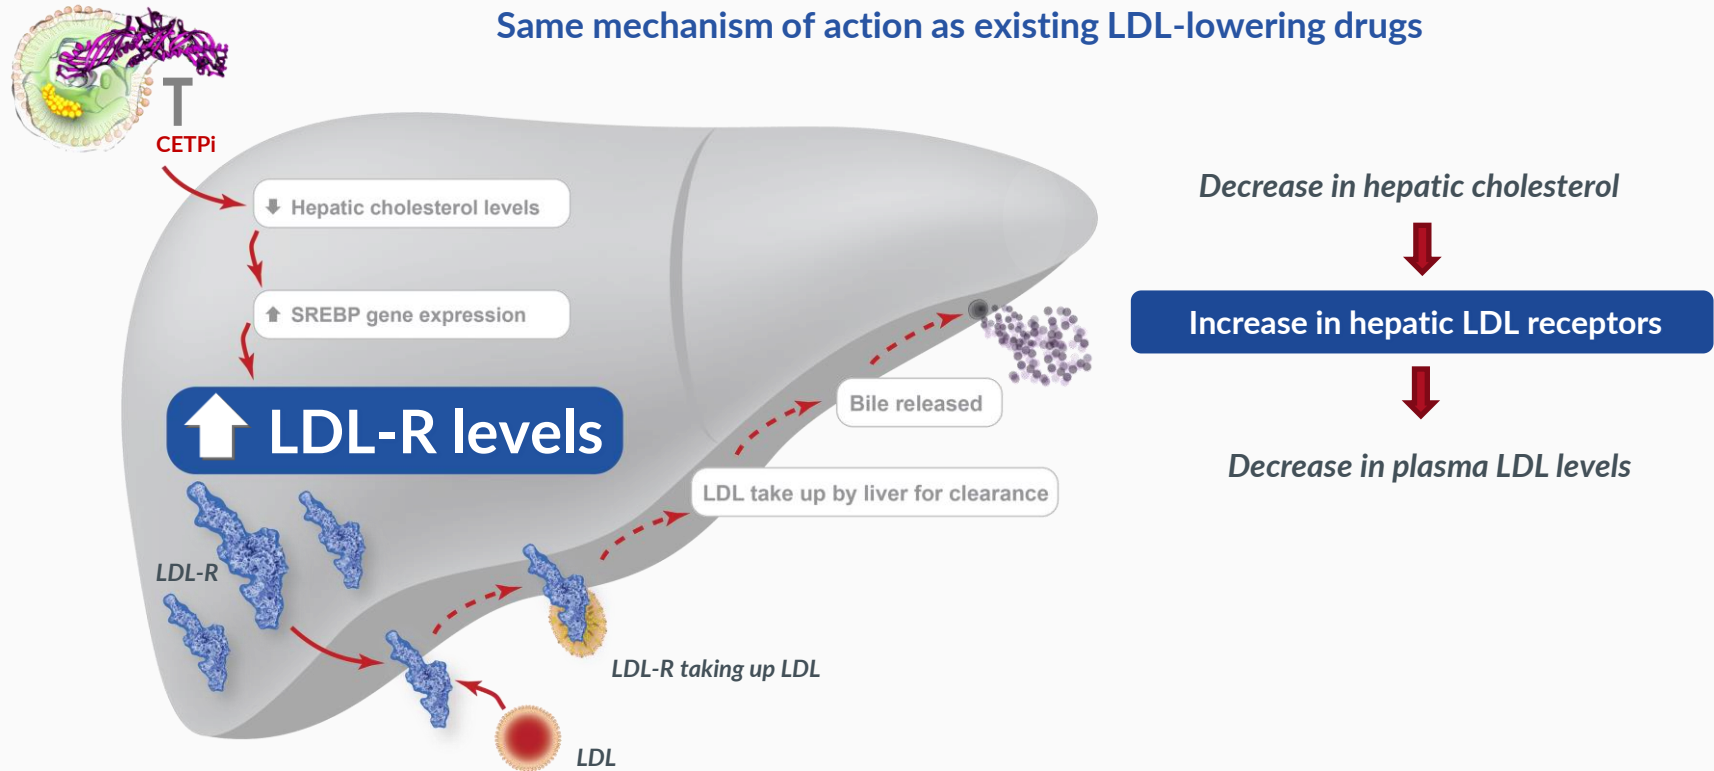 Same mechanism of action as existing LDL-lowering drugs
CETPi
Hepatic cholesterol levels
SREBP gene expression
LDL-R levels
LDL-R
LDL-R taking up LDL
LDL
LDL take up by liver for clearance
Bile released
Decrease in hepatic cholesterol
Increase in hepatic LDL receptors
Decrease in plasma LDL levels